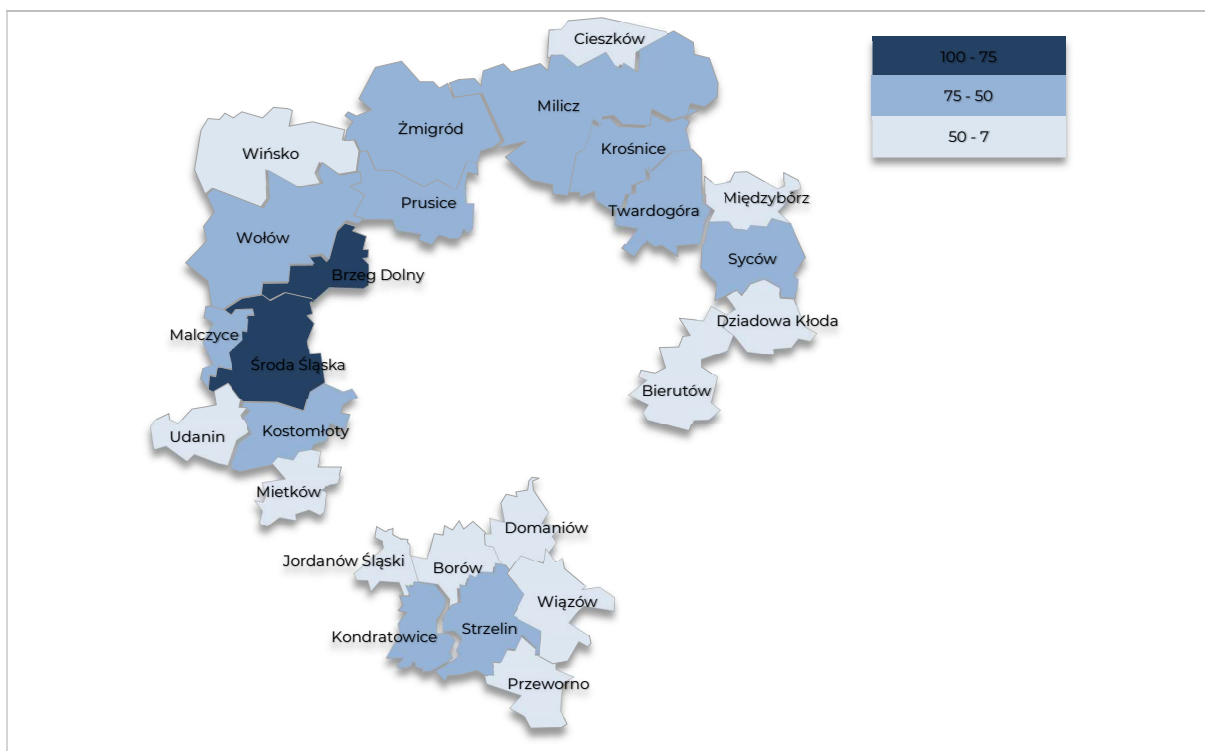 Cieszków
100 - 75
75 - 50
50 - 7
Milicz
Żmigród
Krośnice
Wińsko
Międzybórz
Prusice
Twardogóra
Wołów
Syców
Brzeg Dolny
Dziadowa Kłoda
Malczyce
Środa Śląska
Bierutów
Kostomłoty
Udanin
Mietków
Domaniów
Jordanów Śląski
Borów
Wiązów
Strzelin
Kondratowice
Przeworno